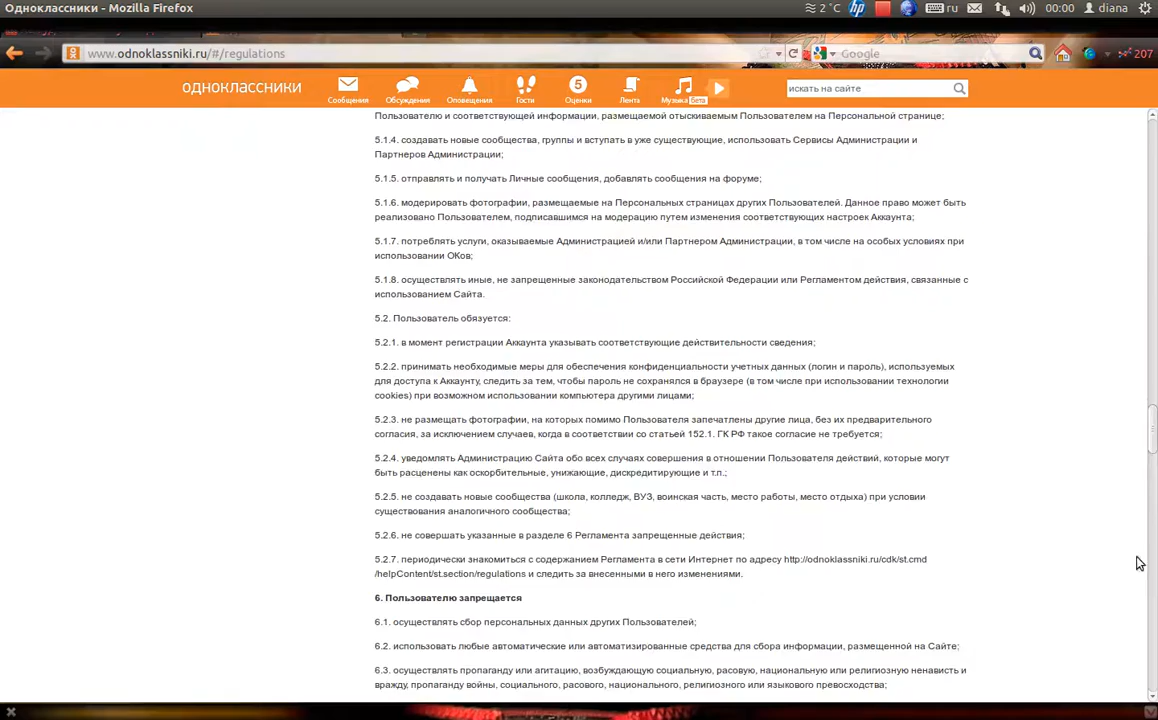 Одноклассники - Mozilla Firefox
2 °C
ru
00:00
diana
www.odnoklassniki.ru/#/regulations
Google
207
одноклассники
Сообщения
Обсуждения
Оповещения
Гости
5
Оценки
Лента
Музыка бета
искать на сайте
Пользователю и соответствующей информации, размещаемой отыскиваемым Пользователем на Персональной странице;
5.1.4. создавать новые сообщества, группы и вступать в уже существующие, использовать Сервисы Администрации и
Партнеров Администрации;
5.1.5. отправлять и получать Личные сообщения, добавлять сообщения на форуме;
5.1.6. модерировать фотографии, размещаемые на Персональных страницах других Пользователей. Данное право может быть
реализовано Пользователем, подписавшимся на модерацию путем изменения соответствующих настроек Аккаунта;
5.1.7. потреблять услуги, оказываемые Администрацией и/или Партнером Администрации, в том числе на особых условиях при
использовании ОКов;
5.1.8. осуществлять иные, не запрещенные законодательством Российской Федерации или Регламентом действия, связанные с
использованием Сайта.
5.2. Пользователь обязуется:
5.2.1. в момент регистрации Аккаунта указывать соответствующие действительности сведения;
5.2.2. принимать необходимые меры для обеспечения конфиденциальности учетных данных (логин и пароль), используемых
для доступа к Аккаунту, следить за тем, чтобы пароль не сохранялся в браузере (в том числе при использовании технологии
cookies) при возможном использовании компьютера другими лицами;
5.2.3. не размещать фотографии, на которых помимо Пользователя запечатлены другие лица, без их предварительного
согласия, за исключением случаев, когда в соответствии со статьей 152.1. ГК РФ такое согласие не требуется;
5.2.4. уведомлять Администрацию Сайта обо всех случаях совершения в отношении Пользователя действий, которые могут
быть расценены как оскорбительные, унижающие, дискредитирующие и т.п.;
5.2.5. не создавать новые сообщества (школа, колледж, ВУЗ, воинская часть, место работы, место отдыха) при условии
существования аналогичного сообщества;
5.2.6. не совершать указанные в разделе 6 Регламента запрещенные действия;
5.2.7. периодически знакомиться с содержанием Регламента в сети Интернет по адресу http://odnoklassniki.ru/cdk/st.cmd
/helpContent/st.section/regulations и следить за внесенными в него изменениями.
6. Пользователю запрещается
6.1. осуществлять сбор персональных данных других Пользователей;
6.2. использовать любые автоматические или автоматизированные средства для сбора информации, размещенной на Сайте;
6.3. осуществлять пропаганду или агитацию, возбуждающую социальную, расовую, национальную или религиозную ненависть и
вражду, пропаганду войны, социального, расового, национального, религиозного или языкового превосходства;